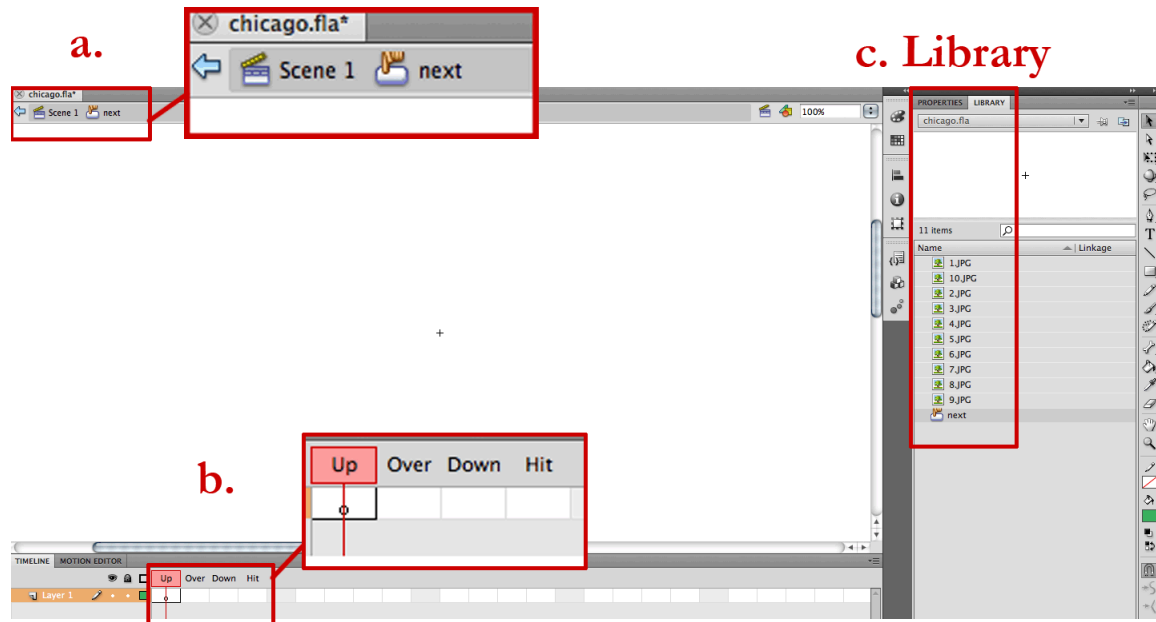 a.
chicago.fla*
Scene 1 next
c. Library
chicago.fla*
Scene 1 next
100%
PROPERTIES LIBRARY
chicago.fla
11 items
Name Linkage
1.JPG
10.JPG
2.JPG
3.JPG
4.JPG
5.JPG
6.JPG
7.JPG
8.JPG
9.JPG
next
T
b.
Up Over Down Hit
TIMELINE MOTION EDITOR
Up Over Down Hit
Layer 1